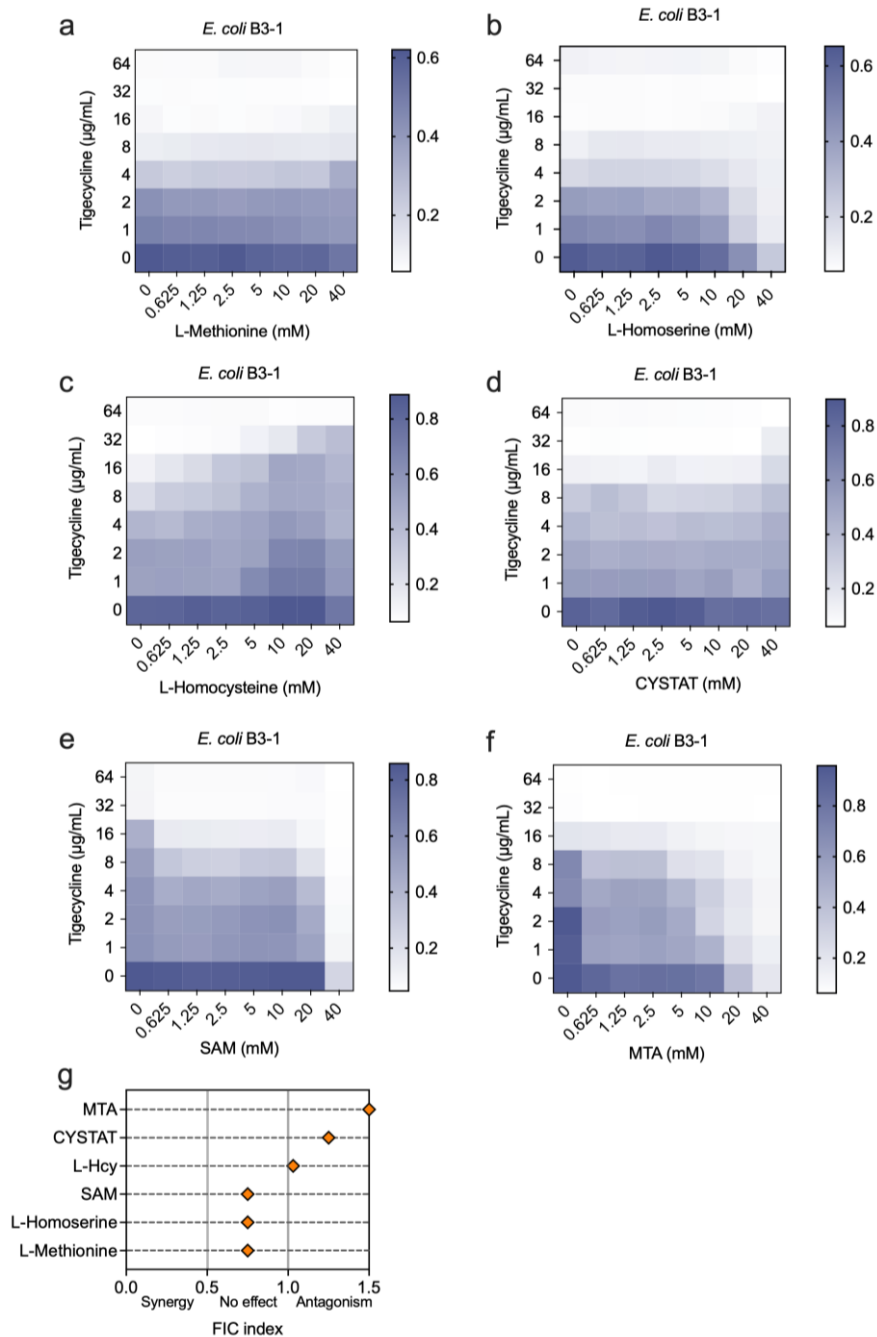 a
E. coli B3-1
64
32
16
8
4
2
1
0
Tigecycline (µg/mL)
0 0.625 1.25 2.5 5 10 20 40
L-Methionine (mM)
0.6
0.4
0.2
b
E. coli B3-1
64
32
16
8
4
2
1
0
Tigecycline (µg/mL)
0 0.625 1.25 2.5 5 10 20 40
L-Homoserine (mM)
0.6
0.4
0.2
c
E. coli B3-1
64
32
16
8
4
2
1
0
Tigecycline (µg/mL)
0 0.625 1.25 2.5 5 10 20 40
L-Homocysteine (mM)
0.8
0.6
0.4
0.2
d
E. coli B3-1
64
32
16
8
4
2
1
0
Tigecycline (µg/mL)
0 0.625 1.25 2.5 5 10 20 40
CYSTAT (mM)
0.8
0.6
0.4
0.2
e
E. coli B3-1
64
32
16
8
4
2
1
0
Tigecycline (µg/mL)
0 0.625 1.25 2.5 5 10 20 40
SAM (mM)
0.8
0.6
0.4
0.2
f
E. coli B3-1
64
32
16
8
4
2
1
0
Tigecycline (µg/mL)
0 0.625 1.25 2.5 5 10 20 40
MTA (mM)
0.8
0.6
0.4
0.2
g
MTA
CYSTAT
L-Hcy
SAM
L-Homoserine
L-Methionine
0.0 0.5 1.0 1.5
Synergy No effect Antagonism
FIC index